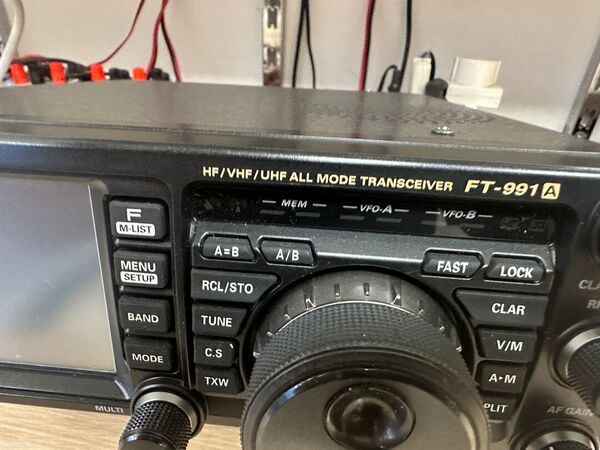 HF/VHF/UHF ALL MODE TRANSCEIVER FT-991A
MEM VFO-A VFO-B
F
M-LIST
A=B A/B FAST LOCK
MENU
SETUP
RCL/STO CLAR
BAND TUNE V/M
MODE C.S A▸M
TXW
MULTI
AF GAIN